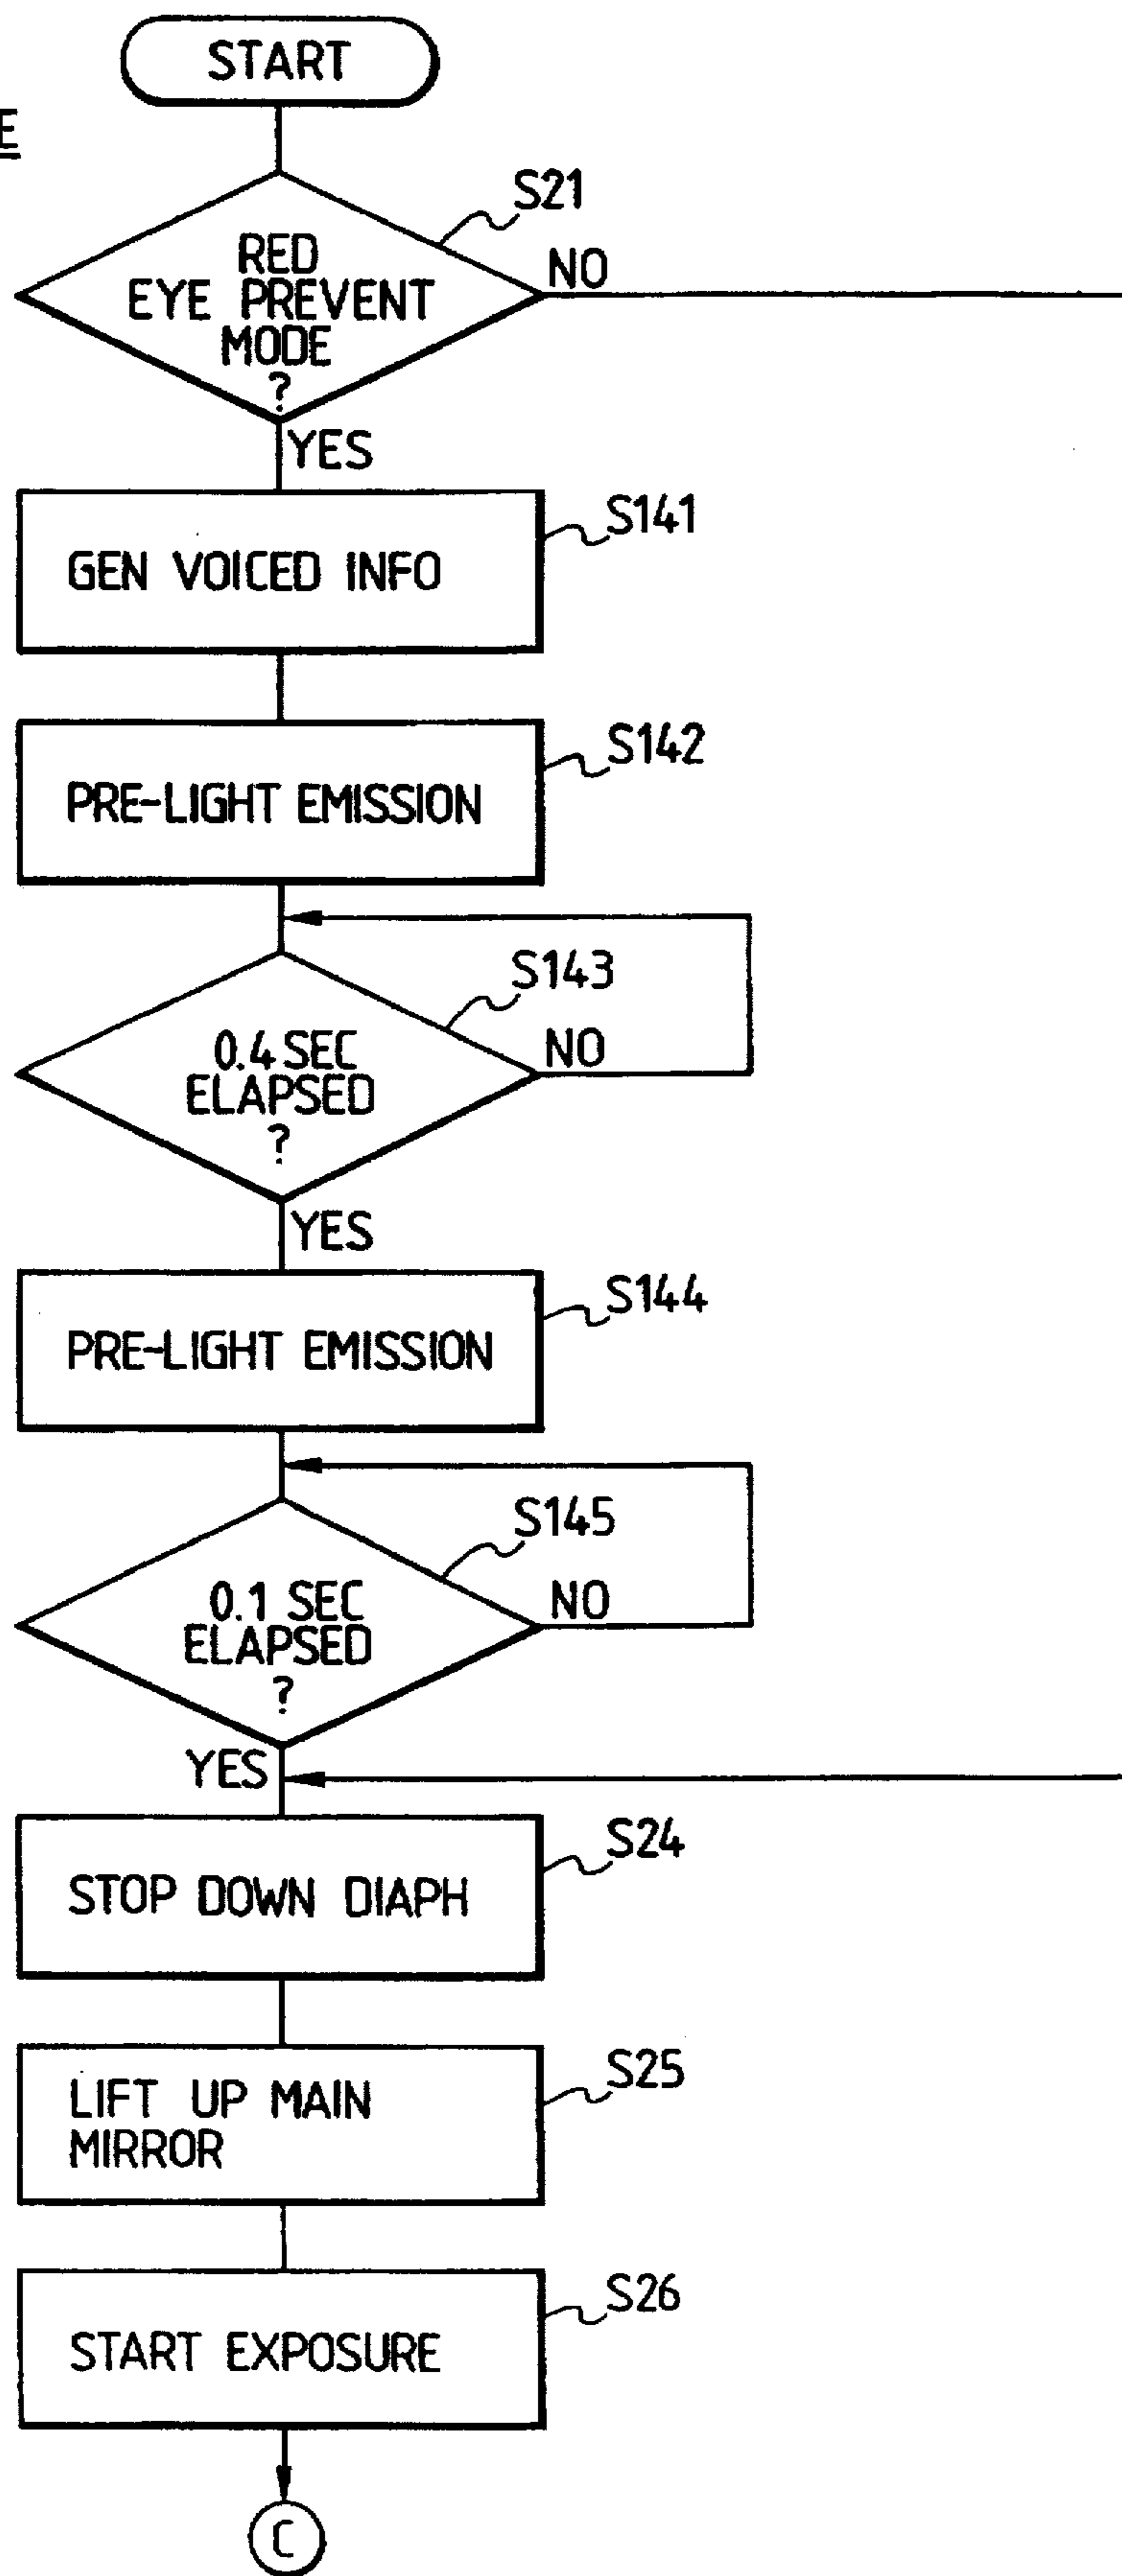 START
E
S21
RED
EYE PREVENT
MODE
?
NO
YES
S141
GEN VOICED INFO
S142
PRE-LIGHT EMISSION
S143
0.4 SEC
ELAPSED
?
NO
YES
S144
PRE-LIGHT EMISSION
S145
0.1 SEC
ELAPSED
?
NO
YES
S24
STOP DOWN DIAPH
S25
LIFT UP MAIN
MIRROR
S26
START EXPOSURE
C